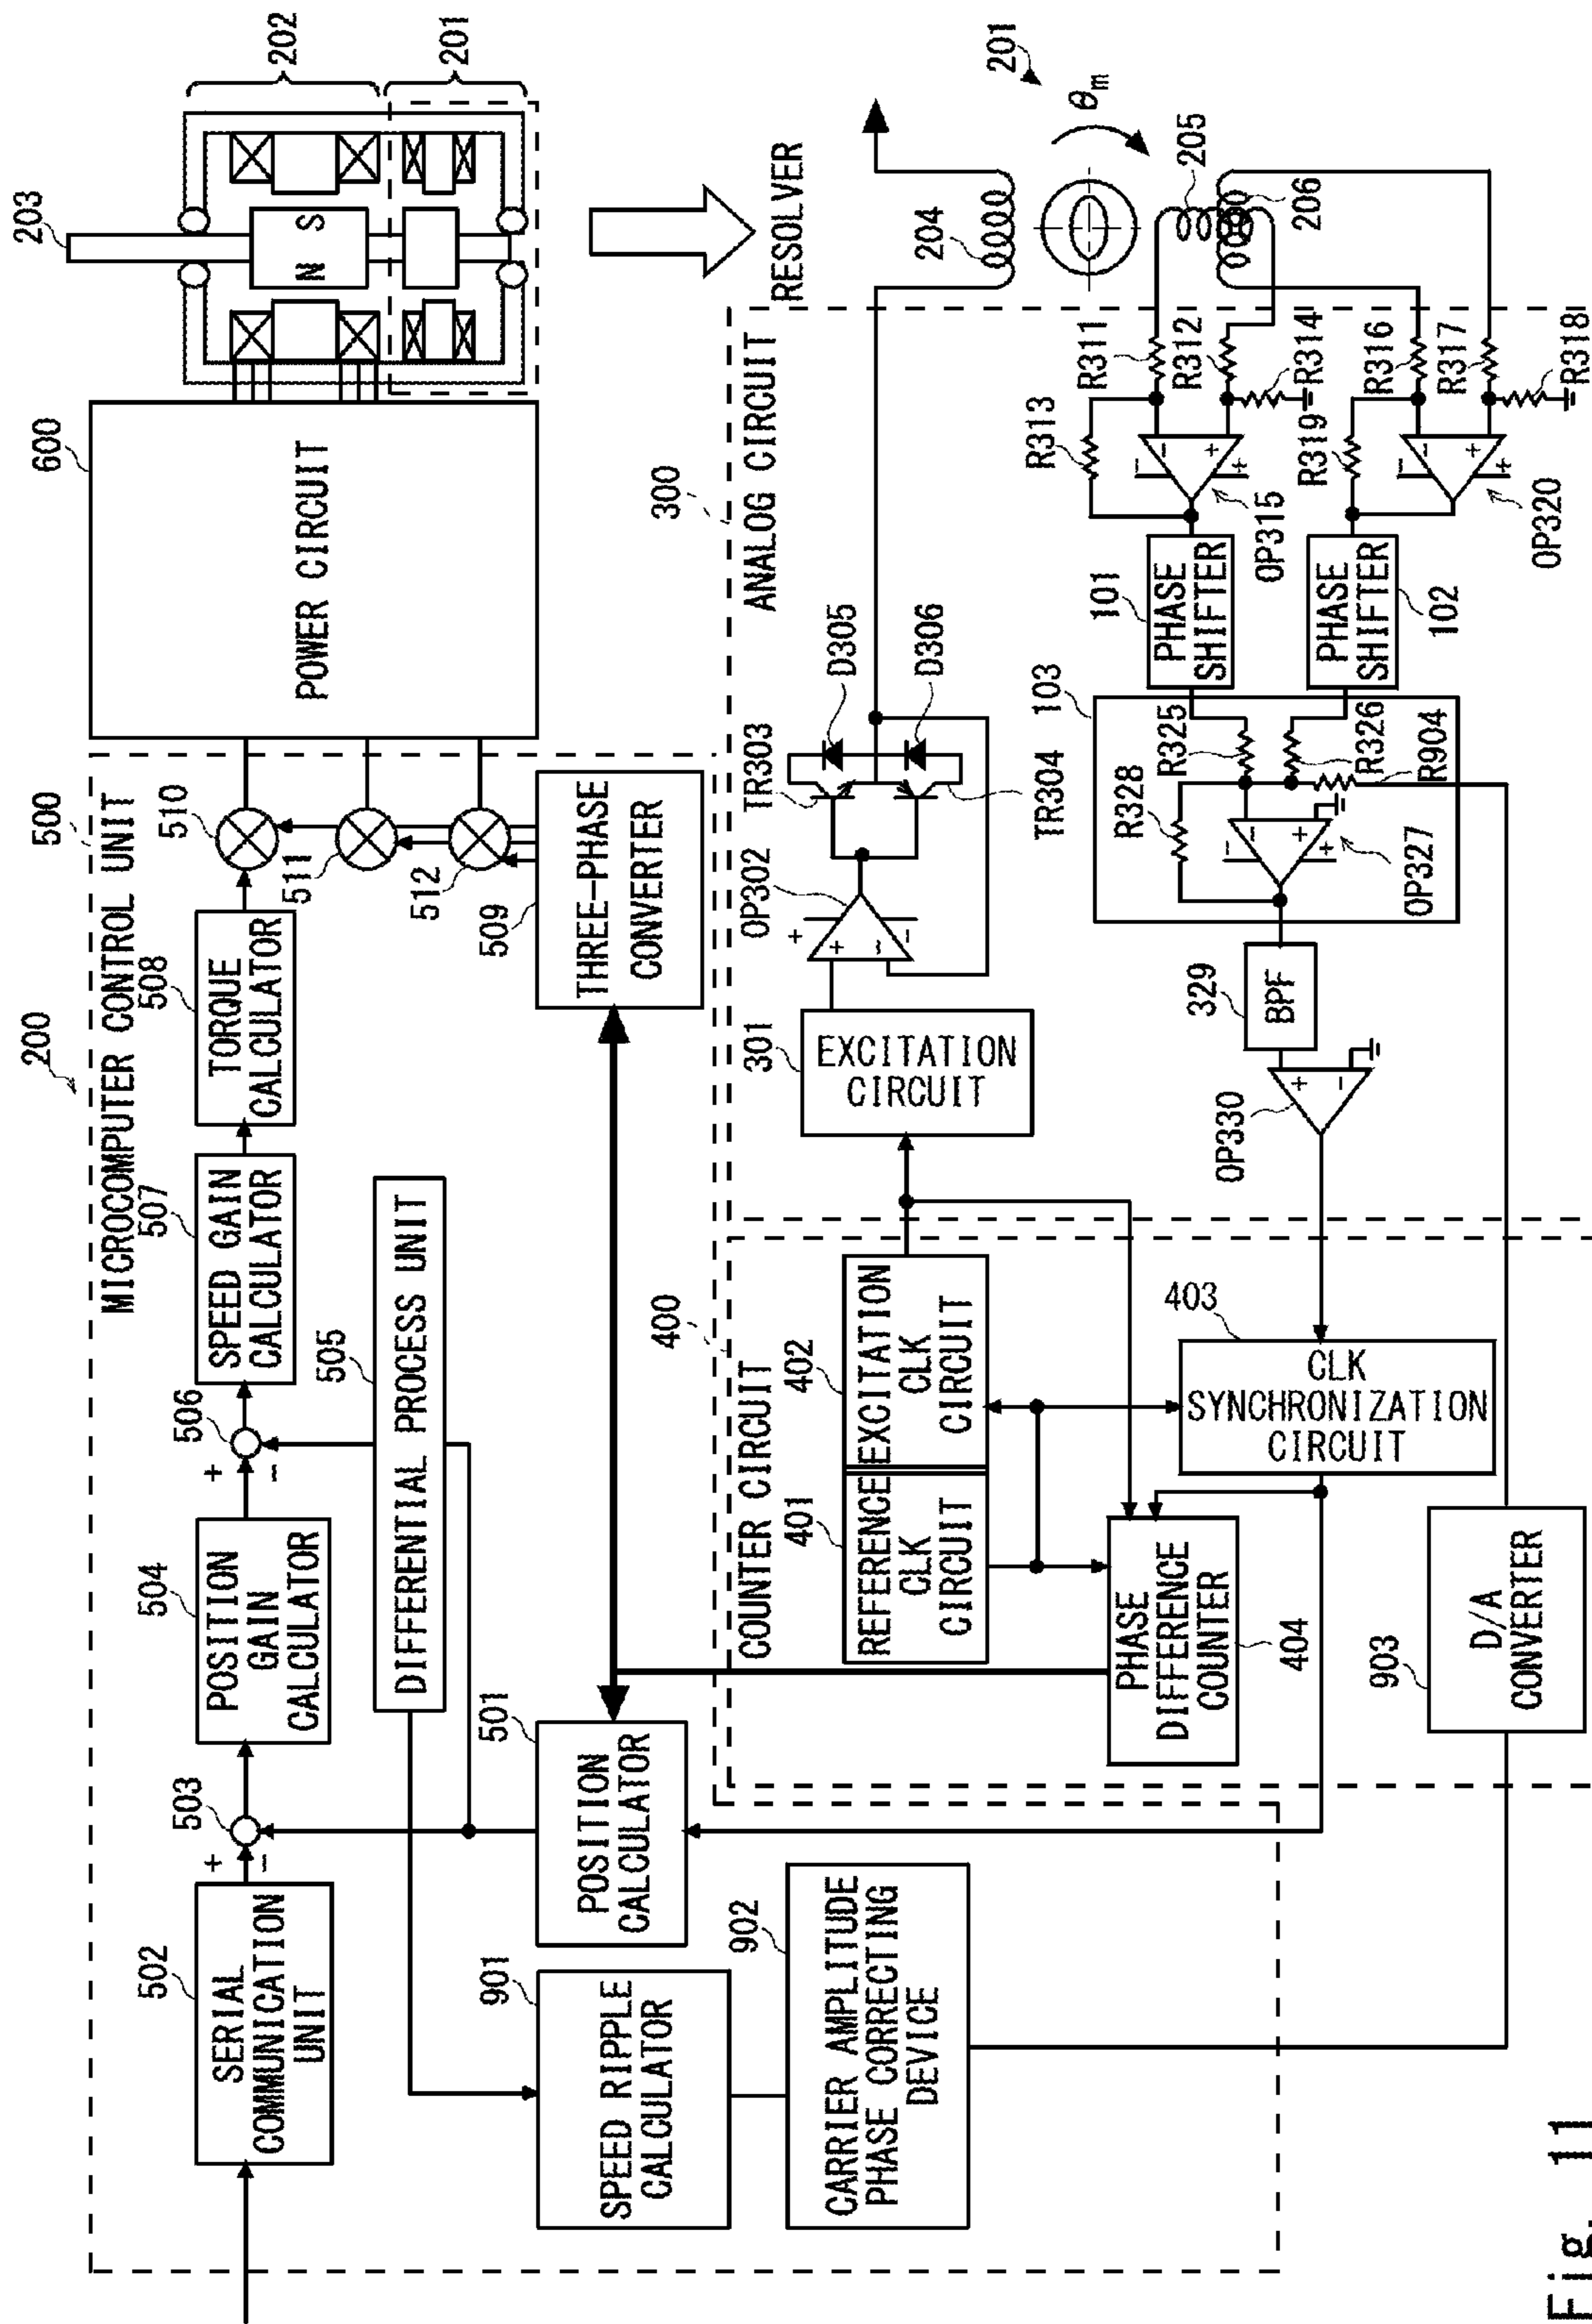 200
500
MICROCOMPUTER CONTROL UNIT
502
SERIAL
COMMUNICATION
UNIT
+
−
503
504
POSITION
GAIN
CALCULATOR
+
−
506
507
SPEED GAIN
CALCULATOR
508
TORQUE
CALCULATOR
510
511
512
600
POWER CIRCUIT
203
N S
202
201
505
DIFFERENTIAL PROCESS UNIT
501
POSITION
CALCULATOR
509
THREE-PHASE
CONVERTER
901
SPEED RIPPLE
CALCULATOR
902
CARRIER AMPLITUDE
PHASE CORRECTING
DEVICE
400
COUNTER CIRCUIT
401
REFERENCE
CLK
CIRCUIT
402
EXCITATION
CLK
CIRCUIT
403
CLK
SYNCHRONIZATION
CIRCUIT
PHASE
DIFFERENCE
COUNTER
404
903
D/A
CONVERTER
300
ANALOG CIRCUIT
301
EXCITATION
CIRCUIT
OP302
+
+
−
−
TR303
D305
D306
TR304
RESOLVER
201
204
θm
205
206
R311
R312
R313
R314
−
−
+
+
OP315
R316
R317
R318
R319
−
−
+
+
OP320
101
PHASE
SHIFTER
PHASE
SHIFTER
102
103
R325
R326
R328
R904
−
−
+
+
OP327
329
BPF
OP330
+
−
Fig. 11